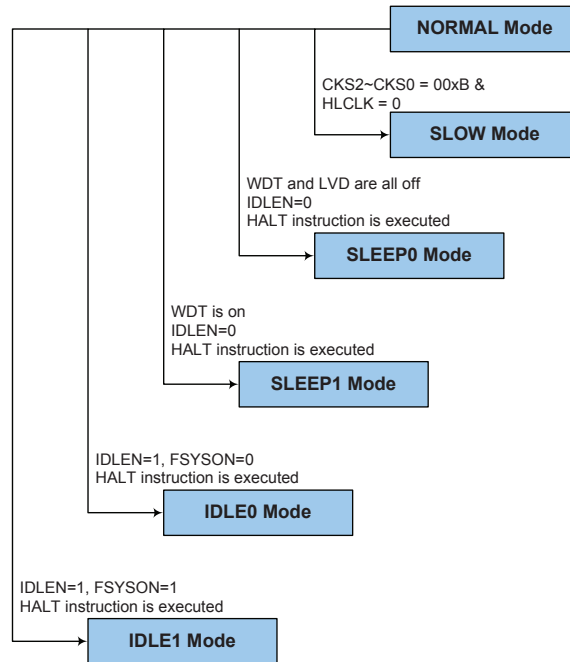 NORMAL Mode
CKS2~CKS0 = 00xB &
HLCLK = 0
SLOW Mode
WDT and LVD are all off
IDLEN=0
HALT instruction is executed
SLEEP0 Mode
WDT is on
IDLEN=0
HALT instruction is executed
SLEEP1 Mode
IDLEN=1, FSYSON=0
HALT instruction is executed
IDLE0 Mode
IDLEN=1, FSYSON=1
HALT instruction is executed
IDLE1 Mode